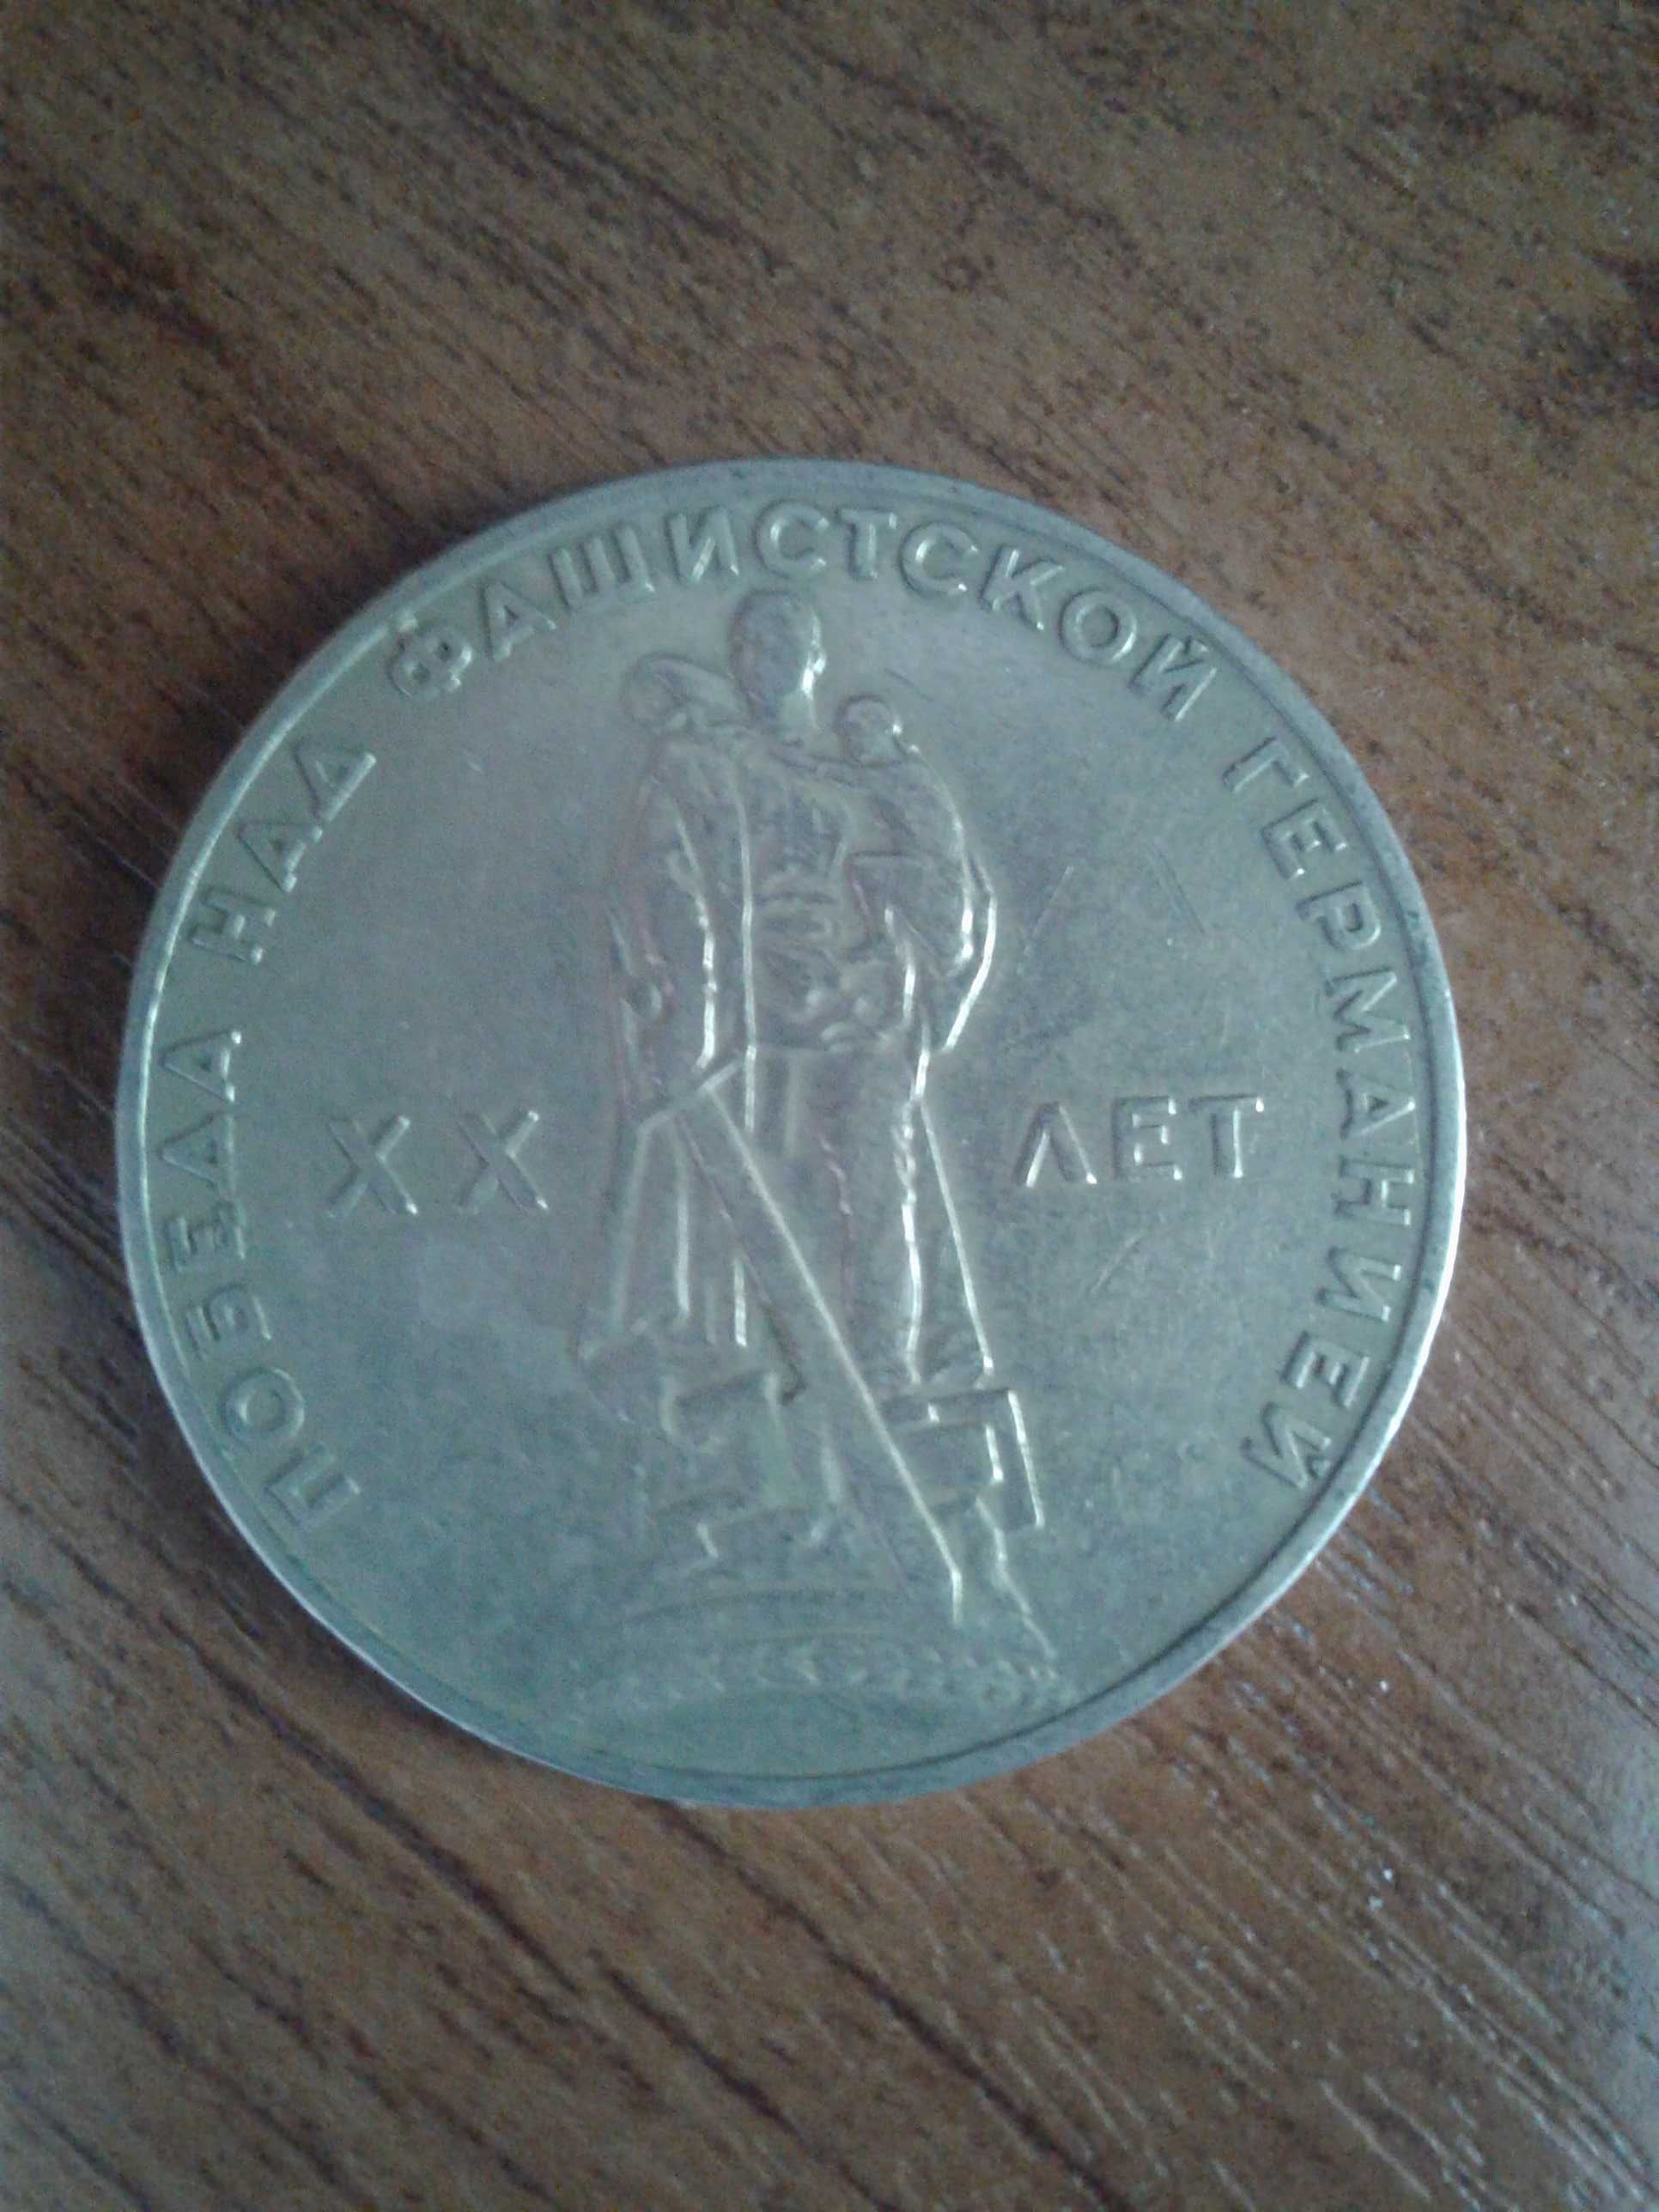 ПОБЕДА НАД ФАШИСТСКОЙ ГЕРМАНИЕЙ
XX ЛЕТ